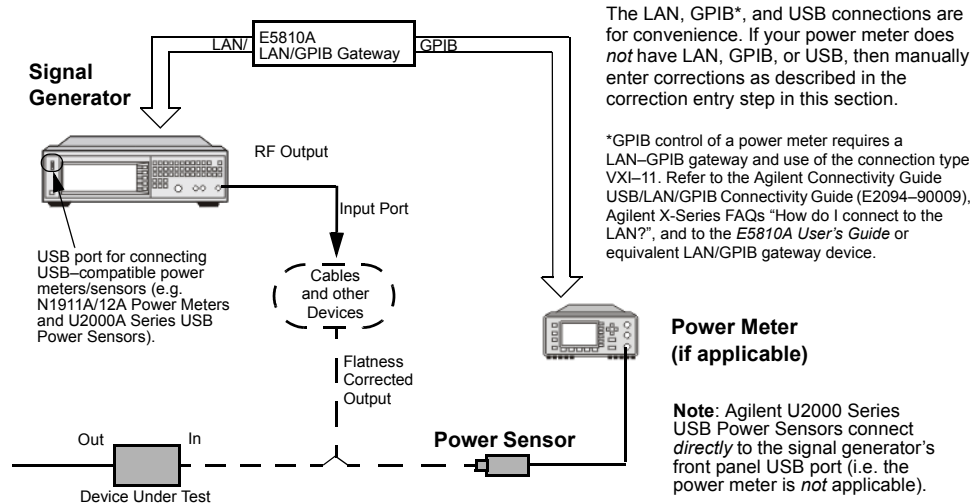 The LAN, GPIB*, and USB connections are
for convenience. If your power meter does
not have LAN, GPIB, or USB, then manually
enter corrections as described in the
correction entry step in this section.
*GPIB control of a power meter requires a
LAN–GPIB gateway and use of the connection type
VXI–11. Refer to the Agilent Connectivity Guide
USB/LAN/GPIB Connectivity Guide (E2094–90009),
Agilent X-Series FAQs “How do I connect to the
LAN?”, and to the E5810A User’s Guide or
equivalent LAN/GPIB gateway device.
LAN/
E5810A
LAN/GPIB Gateway
GPIB
Signal
Generator
RF Output
Input Port
USB port for connecting
USB–compatible power
meters/sensors (e.g.
N1911A/12A Power Meters
and U2000A Series USB
Power Sensors).
Cables
and other
Devices
Flatness
Corrected
Output
Power Meter
(if applicable)
Out
In
Device Under Test
Power Sensor
Note: Agilent U2000 Series
USB Power Sensors connect
directly to the signal generator’s
front panel USB port (i.e. the
power meter is not applicable).